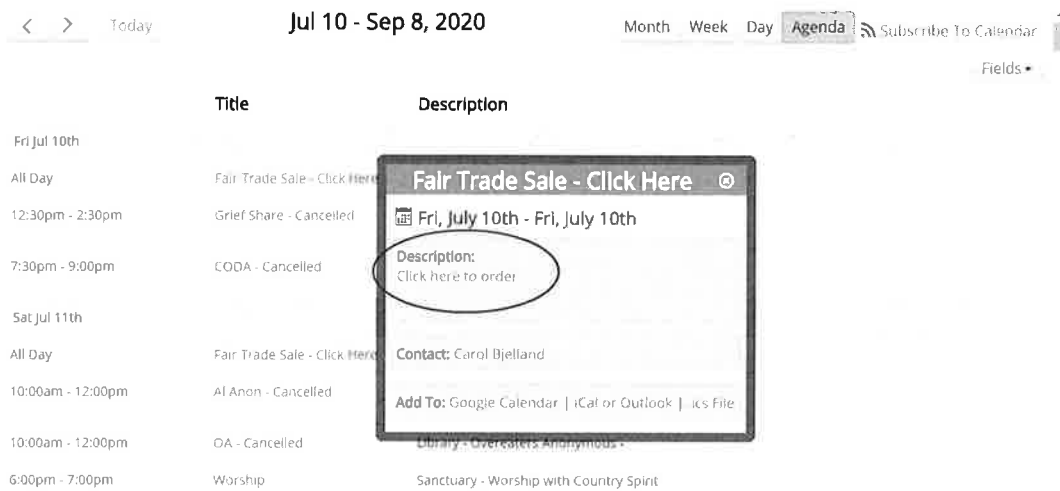 Today
Jul 10 - Sep 8, 2020
Month Week Day Agenda Subscribe To Calendar
Fields
Title Description
Fri Jul 10th
All Day Fair Trade Sale - Click Here
12:30pm - 2:30pm Grief Share - Cancelled
7:30pm - 9:00pm CODA - Cancelled
Sat Jul 11th
All Day Fair Trade Sale - Click Here
10:00am - 12:00pm Al Anon - Cancelled
10:00am - 12:00pm OA - Cancelled Library - Overeaters Anonymous -
6:00pm - 7:00pm Worship Sanctuary - Worship with Country Spirit
Fair Trade Sale - Click Here
Fri, July 10th - Fri, July 10th
Description:
Click here to order
Contact: Carol Bjelland
Add To: Google Calendar | iCal or Outlook | .ics File